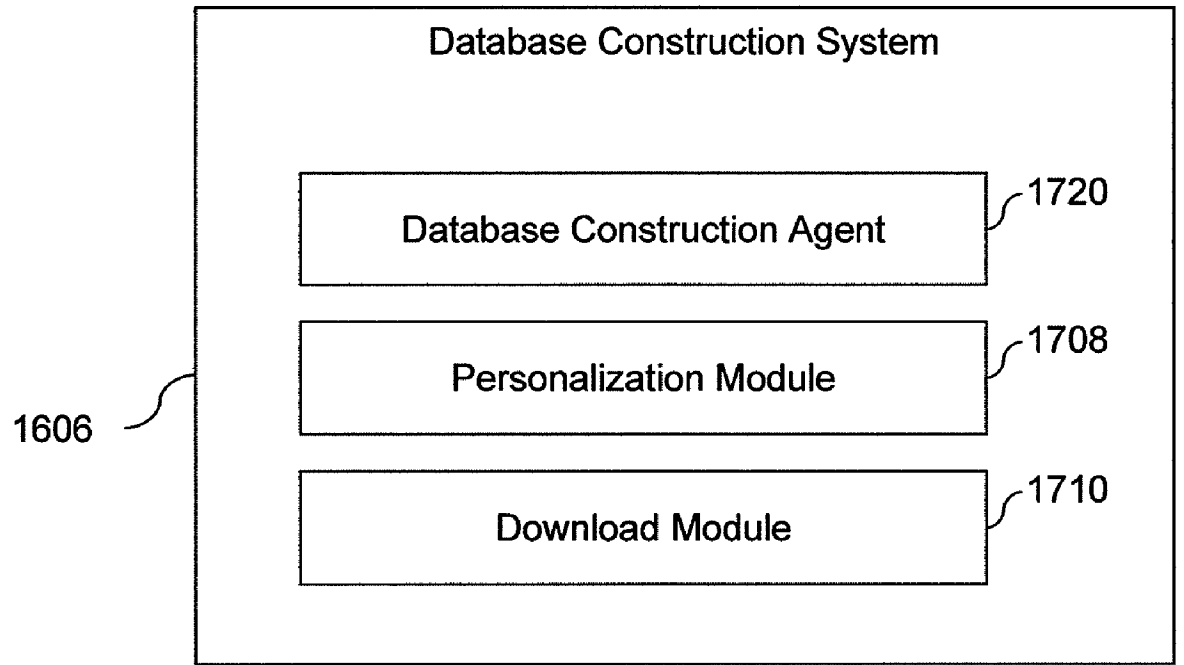 Database Construction System
1720
Database Construction Agent
1708
Personalization Module
1606
1710
Download Module